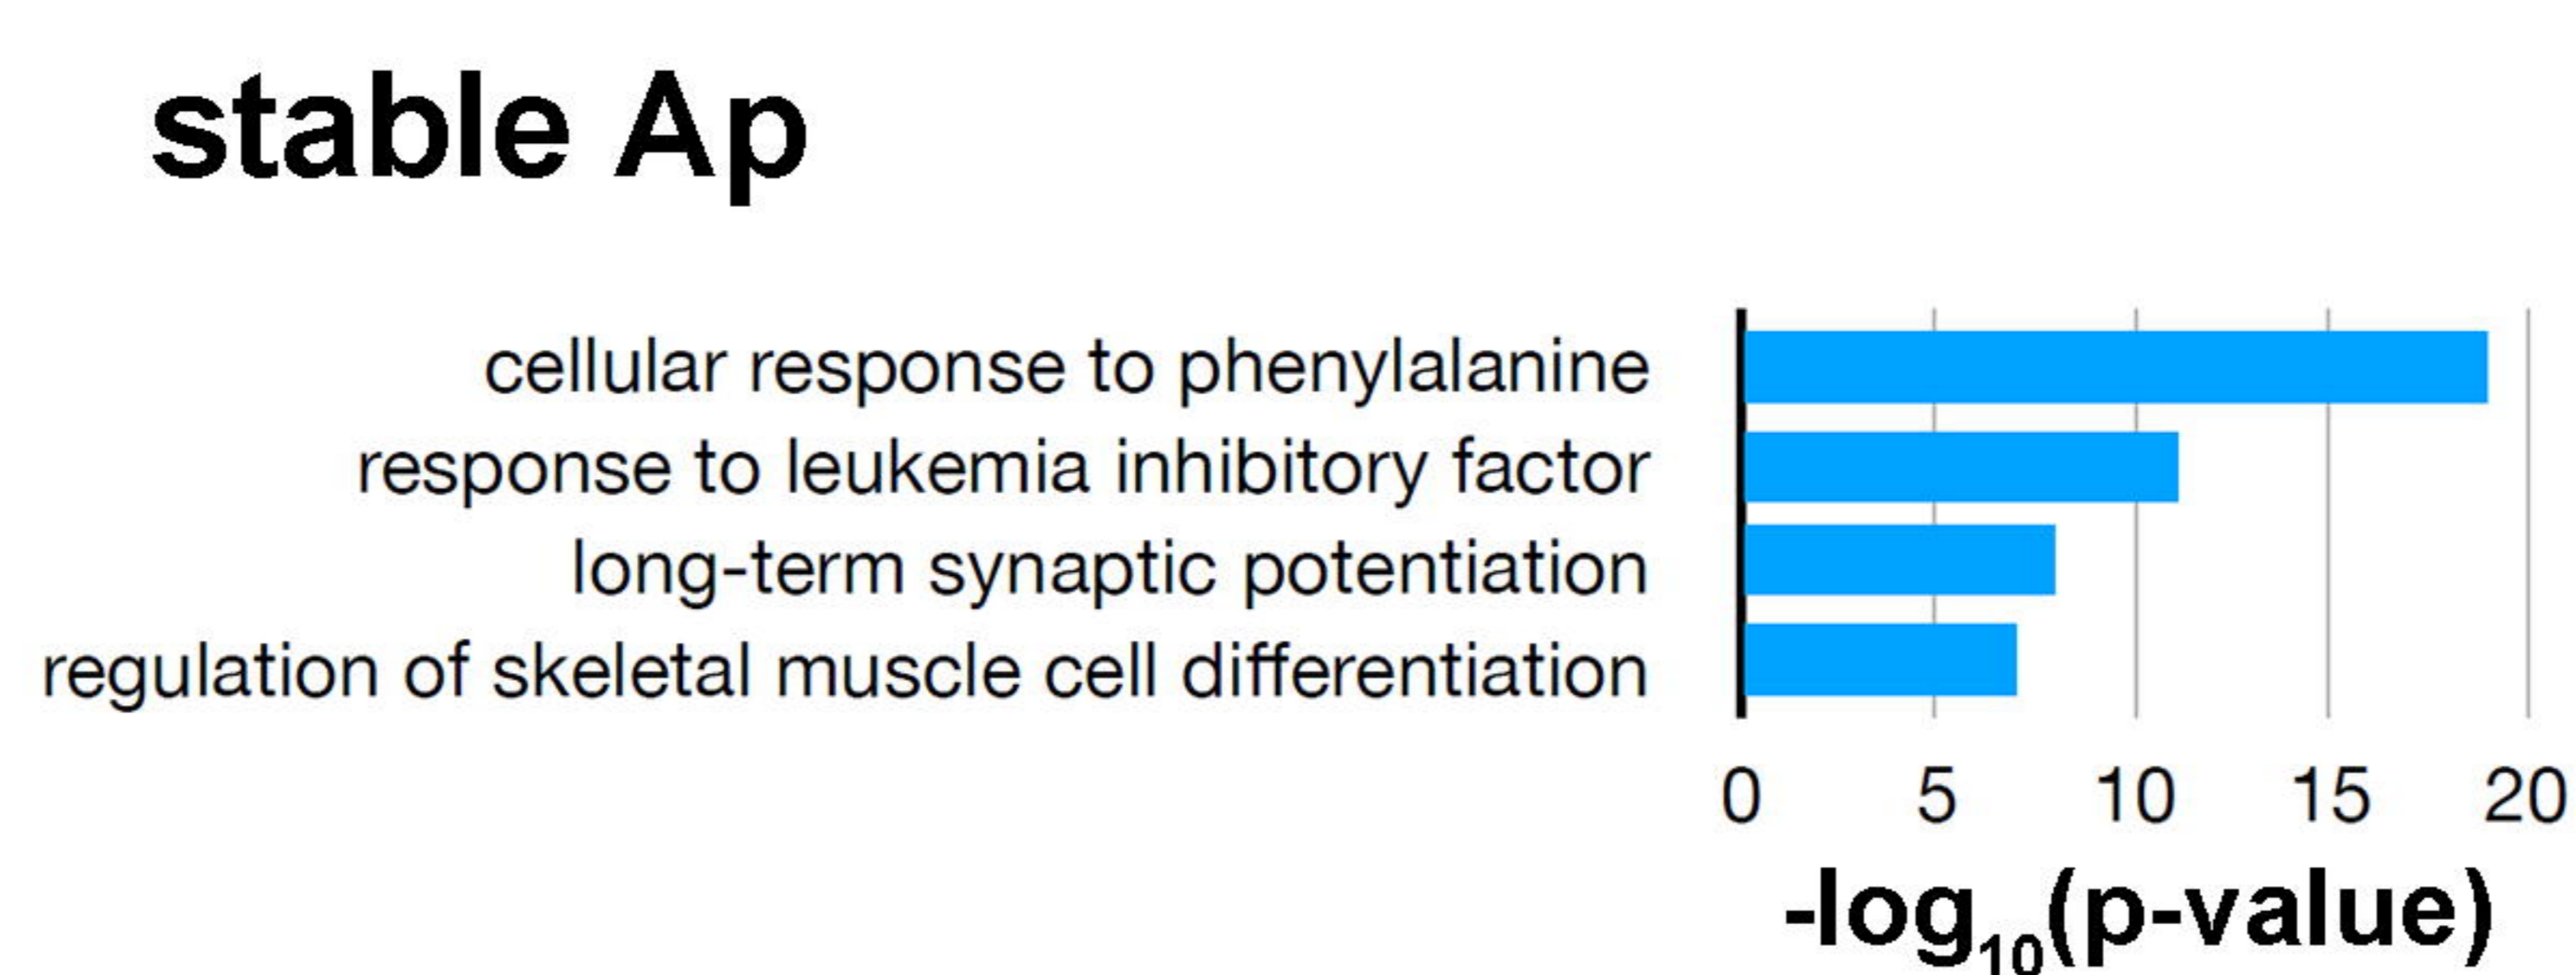 stable Ap
cellular response to phenylalanine
response to leukemia inhibitory factor
long-term synaptic potentiation
regulation of skeletal muscle cell differentiation
0 5 10 15 20
-log10(p-value)